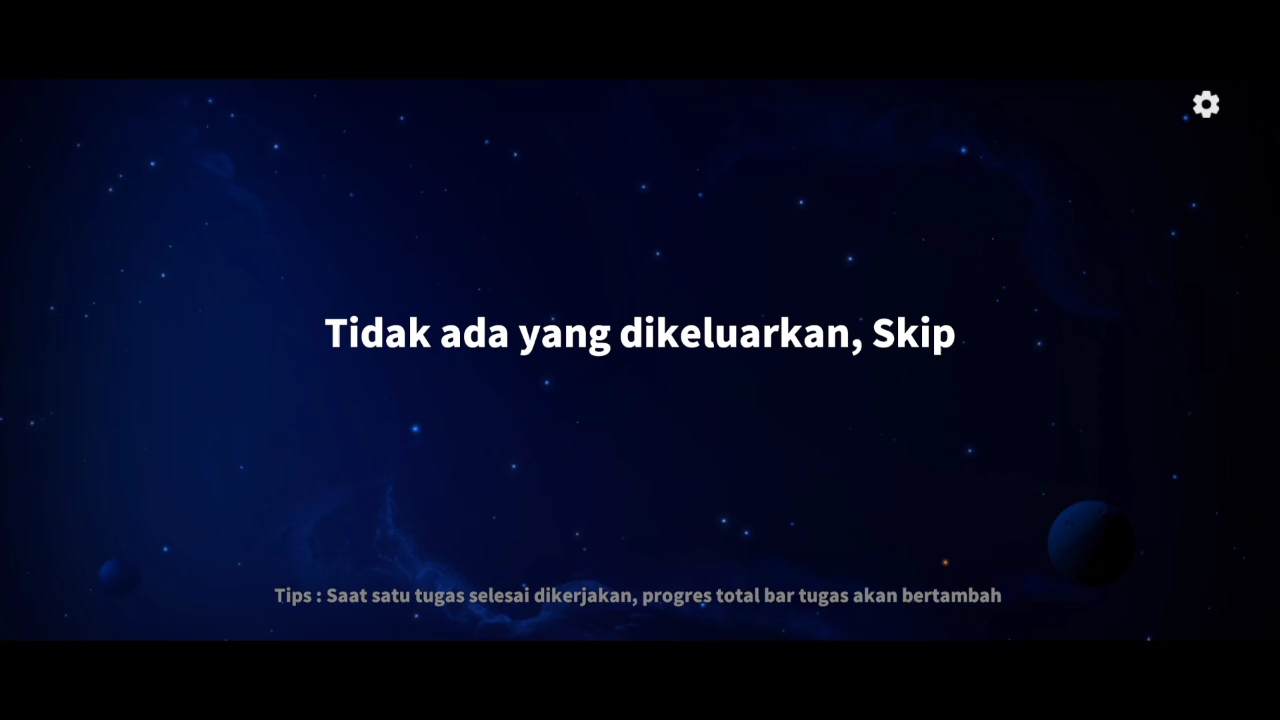 Tidak ada yang dikeluarkan, Skip
Tips : Saat satu tugas selesai dikerjakan, progres total bar tugas akan bertambah